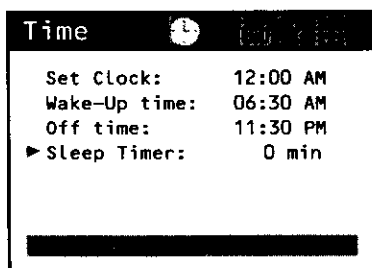 Time
Set Clock: 12:00 AM
Wake-Up time: 06:30 AM
Off time: 11:30 PM
▶ Sleep Timer: 0 min